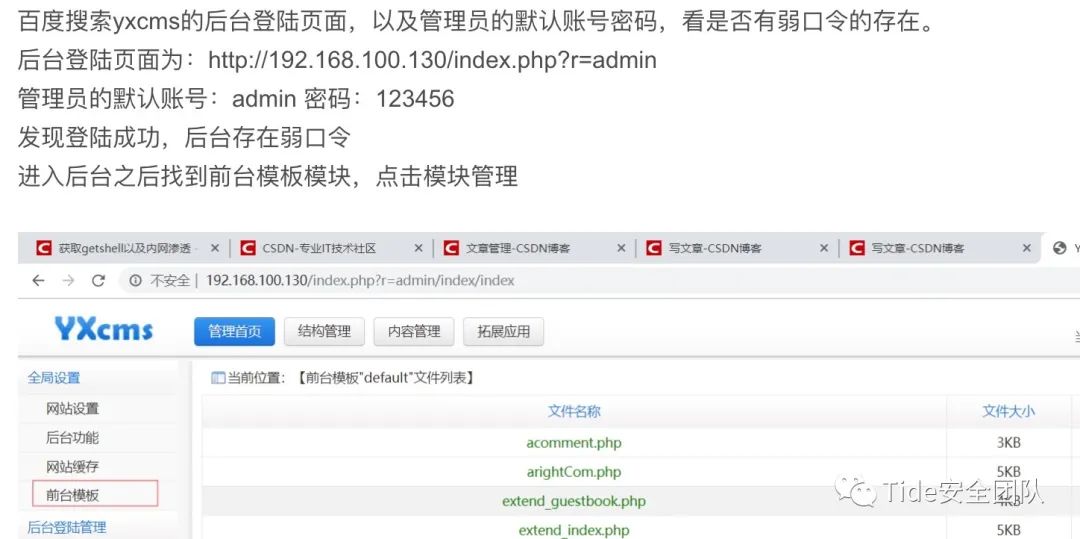 百度搜索yxcms的后台登陆页面，以及管理员的默认账号密码，看是否有弱口令的存在。
后台登陆页面为：http://192.168.100.130/index.php?r=admin
管理员的默认账号：admin 密码：123456
发现登陆成功，后台存在弱口令
进入后台之后找到前台模板模块，点击模块管理
获取getshell以及内网渗透 CSDN-专业IT技术社区 文章管理-CSDN博客 写文章-CSDN博客 写文章-CSDN博客
不安全 | 192.168.100.130/index.php?r=admin/index/index
YXcms 管理首页 结构管理 内容管理 拓展应用
全局设置 当前位置：【前台模板"default"文件列表】
网站设置 文件名称 文件大小
后台功能 acomment.php 3KB
网站缓存 arightCom.php 5KB
前台模板 extend_guestbook.php 4KB
Tide安全团队
后台登陆管理 extend_index.php 5KB